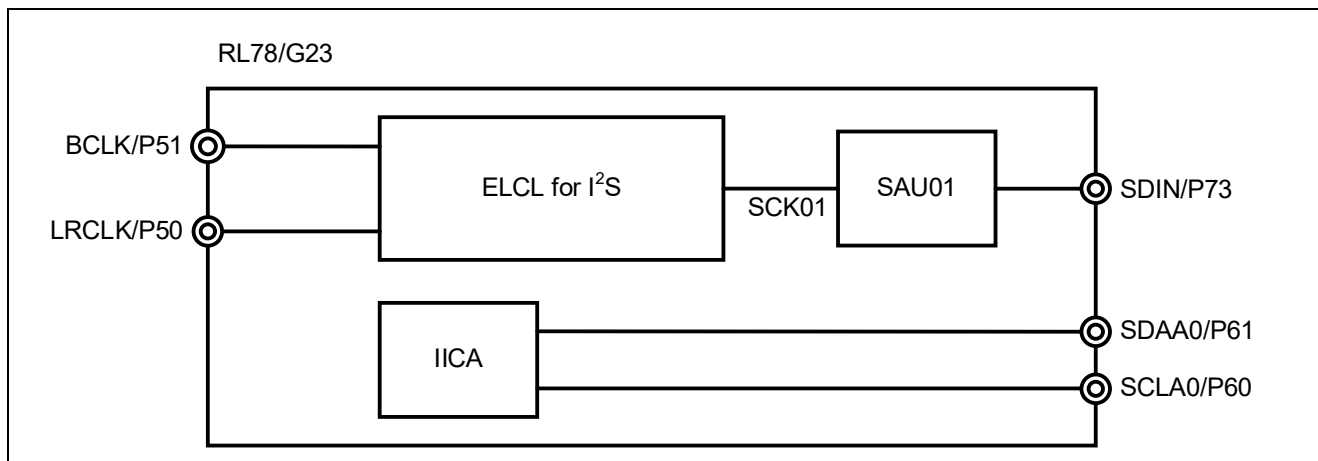 RL78/G23
BCLK/P51
ELCL for I²S
SAU01
SDIN/P73
SCK01
LRCLK/P50
SDAA0/P61
IICA
SCLA0/P60